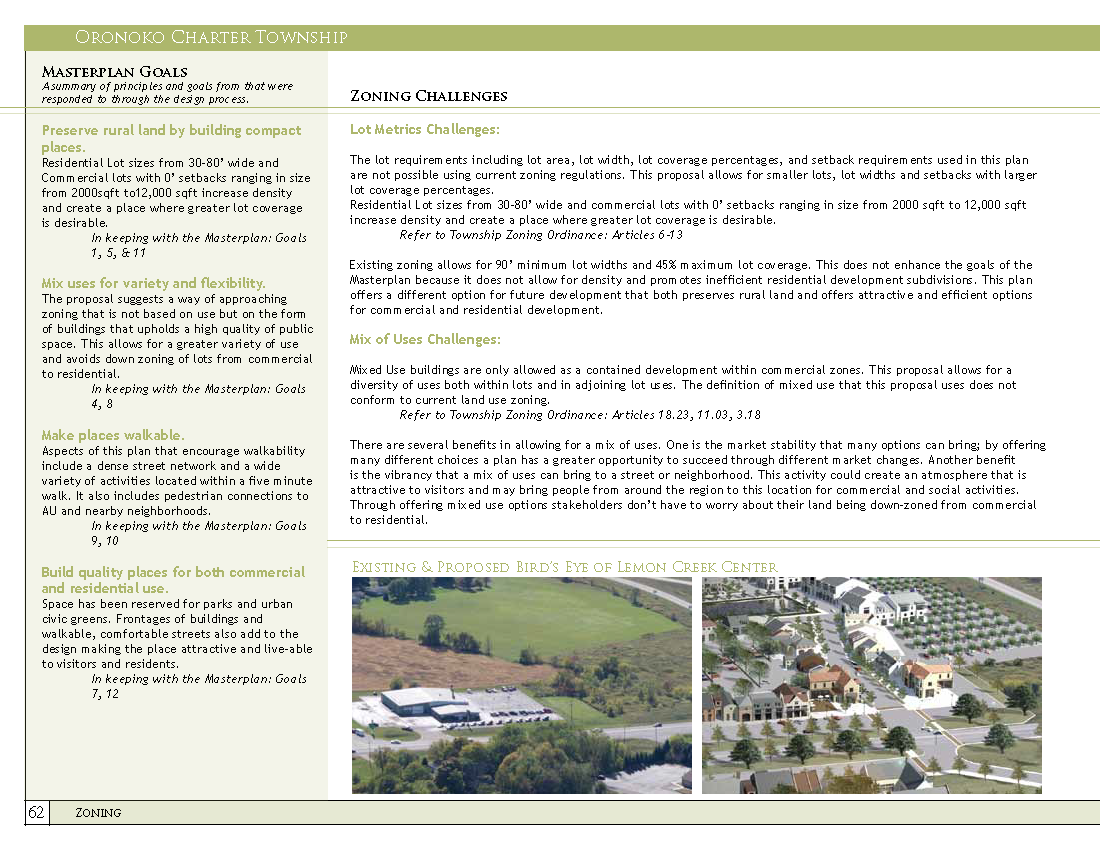 Oronoko Charter Township
Masterplan Goals
A summary of principles and goals from that were
responded to through the design process.
Preserve rural land by building compact
places.
Residential Lot sizes from 30-80’ wide and
Commercial lots with 0’ setbacks ranging in size
from 2000sqft to12,000 sqft increase density
and create a place where greater lot coverage
is desirable.
In keeping with the Masterplan: Goals
1, 5, & 11
Mix uses for variety and flexibility.
The proposal suggests a way of approaching
zoning that is not based on use but on the form
of buildings that upholds a high quality of public
space. This allows for a greater variety of use
and avoids down zoning of lots from commercial
to residential.
In keeping with the Masterplan: Goals
4, 8
Make places walkable.
Aspects of this plan that encourage walkability
include a dense street network and a wide
variety of activities located within a five minute
walk. It also includes pedestrian connections to
AU and nearby neighborhoods.
In keeping with the Masterplan: Goals
9, 10
Build quality places for both commercial
and residential use.
Space has been reserved for parks and urban
civic greens. Frontages of buildings and
walkable, comfortable streets also add to the
design making the place attractive and live-able
to visitors and residents.
In keeping with the Masterplan: Goals
7, 12
Zoning Challenges
Lot Metrics Challenges:
The lot requirements including lot area, lot width, lot coverage percentages, and setback requirements used in this plan
are not possible using current zoning regulations. This proposal allows for smaller lots, lot widths and setbacks with larger
lot coverage percentages.
Residential Lot sizes from 30-80’ wide and commercial lots with 0’ setbacks ranging in size from 2000 sqft to 12,000 sqft
increase density and create a place where greater lot coverage is desirable.
Refer to Township Zoning Ordinance: Articles 6-13
Existing zoning allows for 90’ minimum lot widths and 45% maximum lot coverage. This does not enhance the goals of the
Masterplan because it does not allow for density and promotes inefficient residential development subdivisions. This plan
offers a different option for future development that both preserves rural land and offers attractive and efficient options
for commercial and residential development.
Mix of Uses Challenges:
Mixed Use buildings are only allowed as a contained development within commercial zones. This proposal allows for a
diversity of uses both within lots and in adjoining lot uses. The definition of mixed use that this proposal uses does not
conform to current land use zoning.
Refer to Township Zoning Ordinance: Articles 18.23, 11.03, 3.18
There are several benefits in allowing for a mix of uses. One is the market stability that many options can bring; by offering
many different choices a plan has a greater opportunity to succeed through different market changes. Another benefit
is the vibrancy that a mix of uses can bring to a street or neighborhood. This activity could create an atmosphere that is
attractive to visitors and may bring people from around the region to this location for commercial and social activities.
Through offering mixed use options stakeholders don’t have to worry about their land being down-zoned from commercial
to residential.
Existing & Proposed Bird’s Eye of Lemon Creek Center
62 Zoning